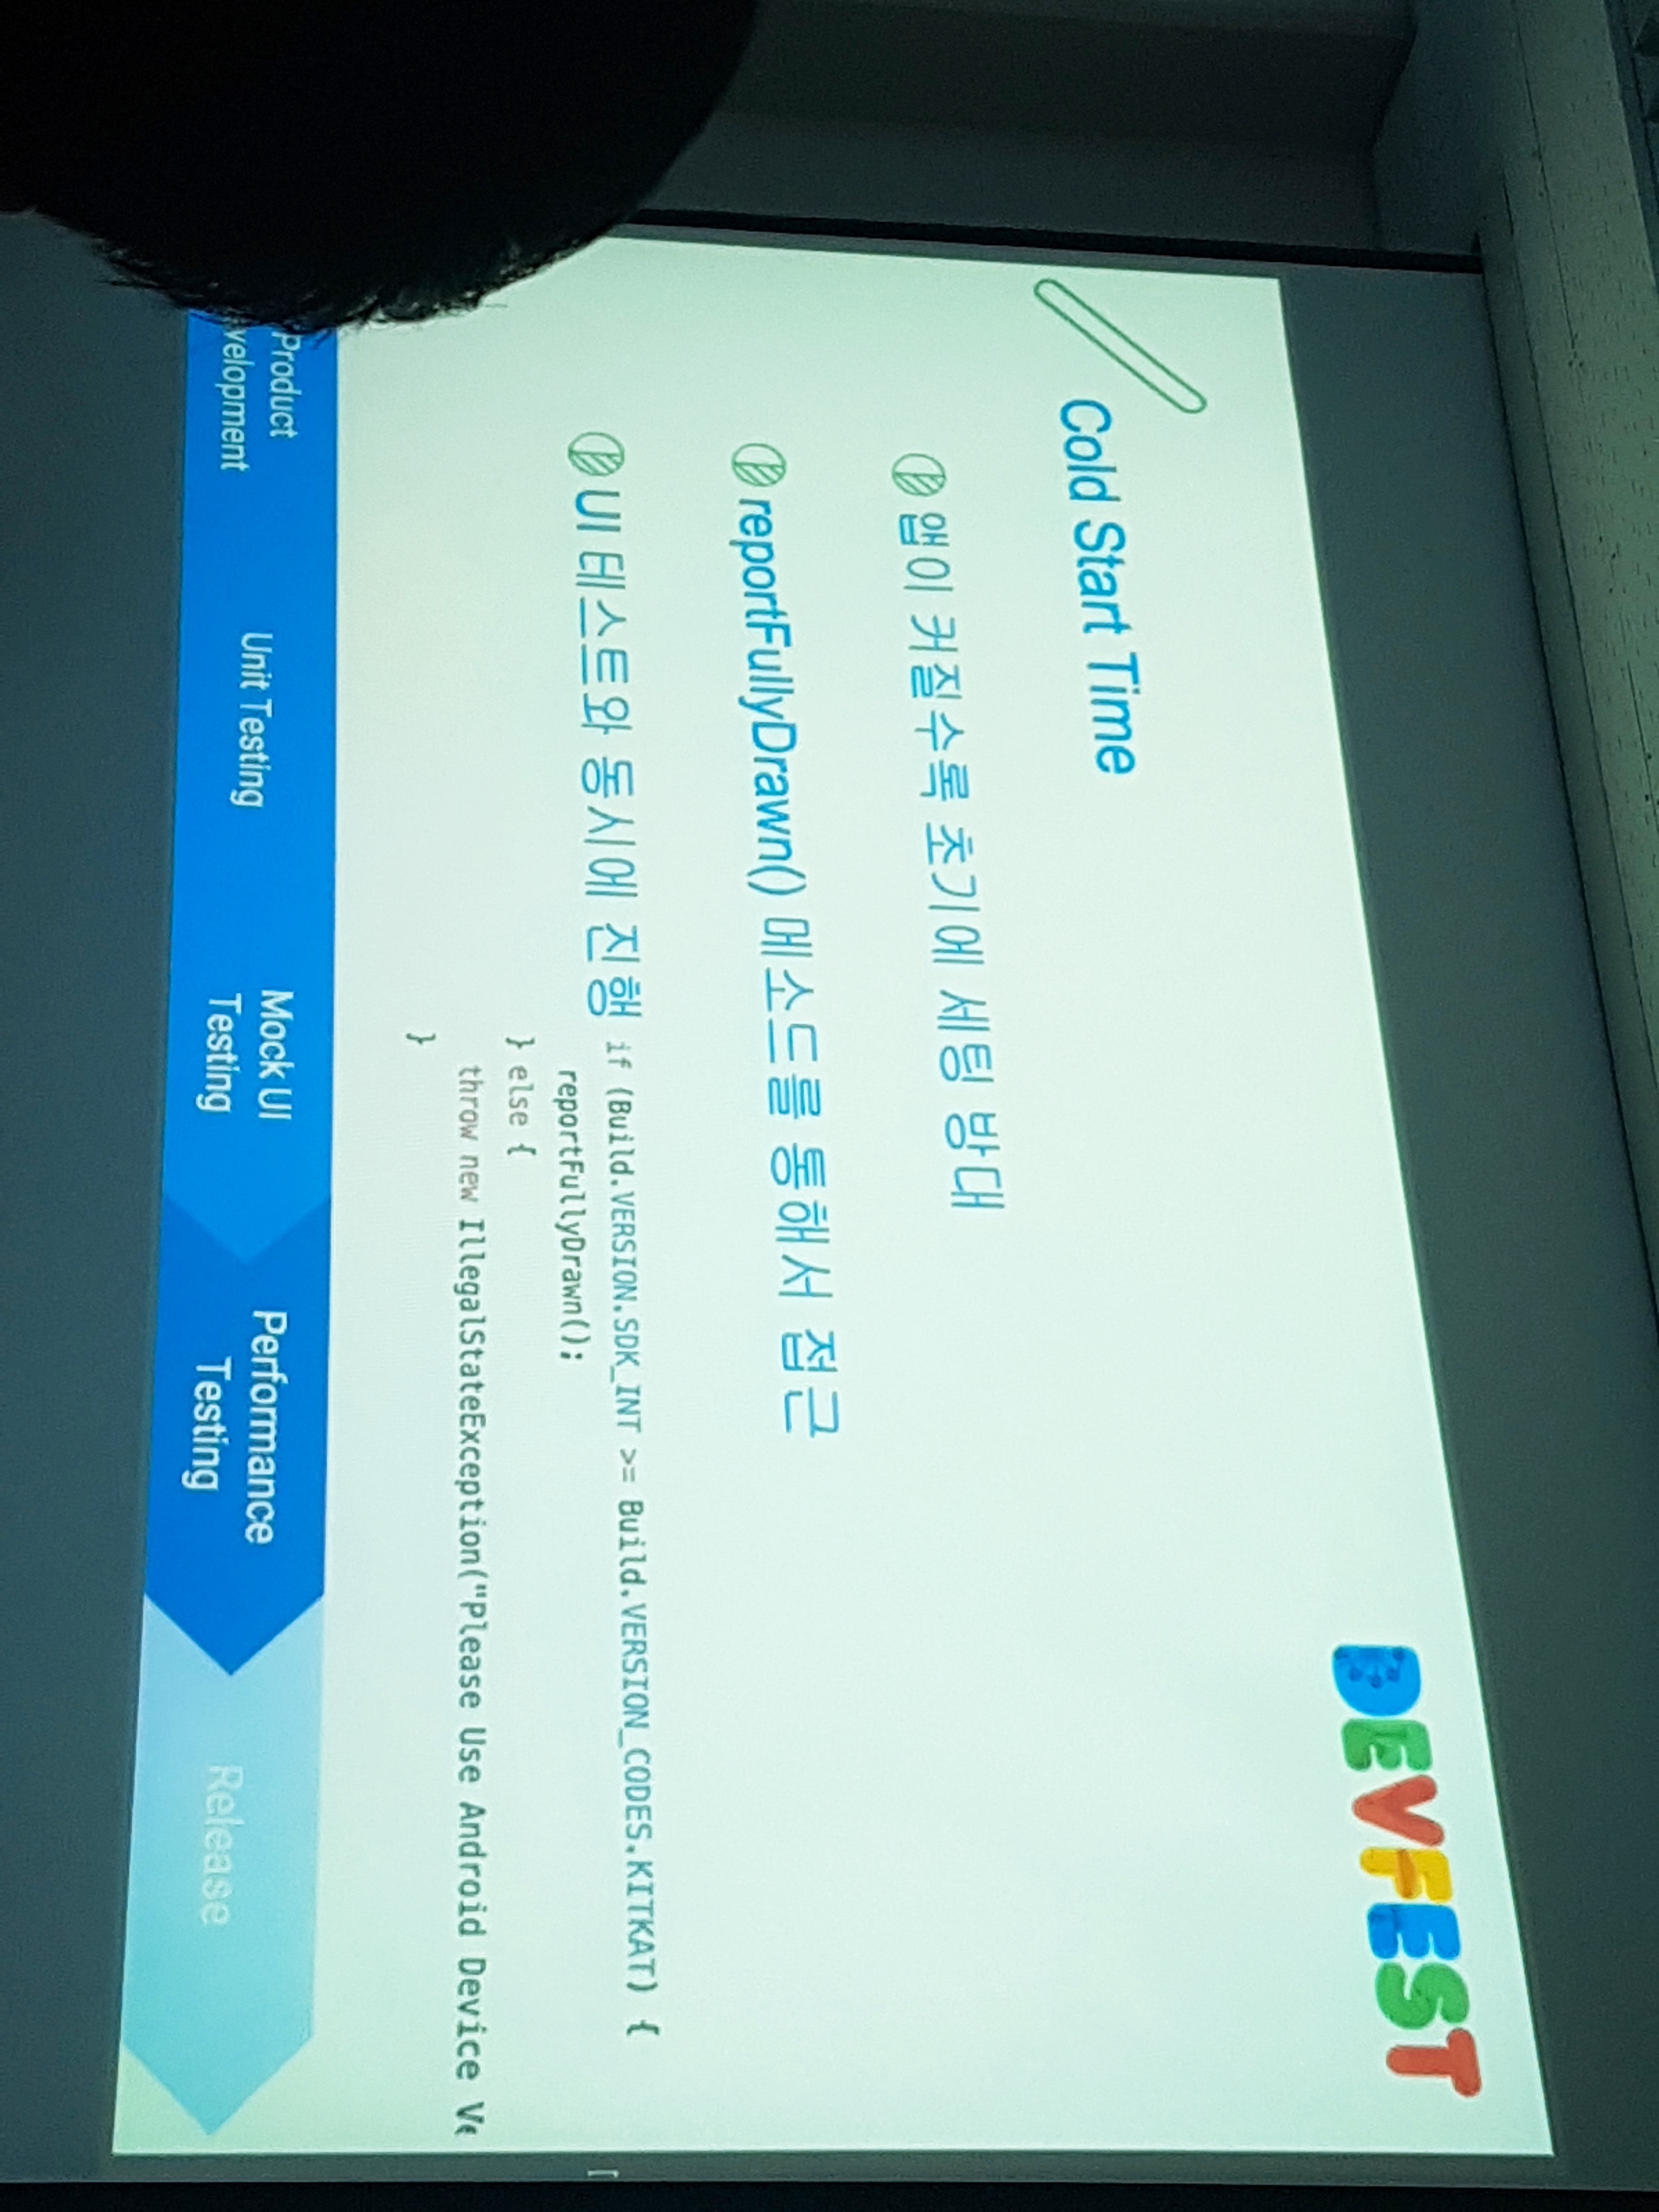 DEVFEST
Cold Start Time
앱이 커질수록 초기에 세팅 방대
reportFullyDrawn() 메소드를 통해서 접근
UI 테스트와 동시에 진행
if (Build.VERSION.SDK_INT >= Build.VERSION_CODES.KITKAT) {
reportFullyDrawn();
} else {
throw new IllegalStateException("Please Use Android Device
}
Product
velopment
Unit Testing
Mock UI
Testing
Performance
Testing
Release